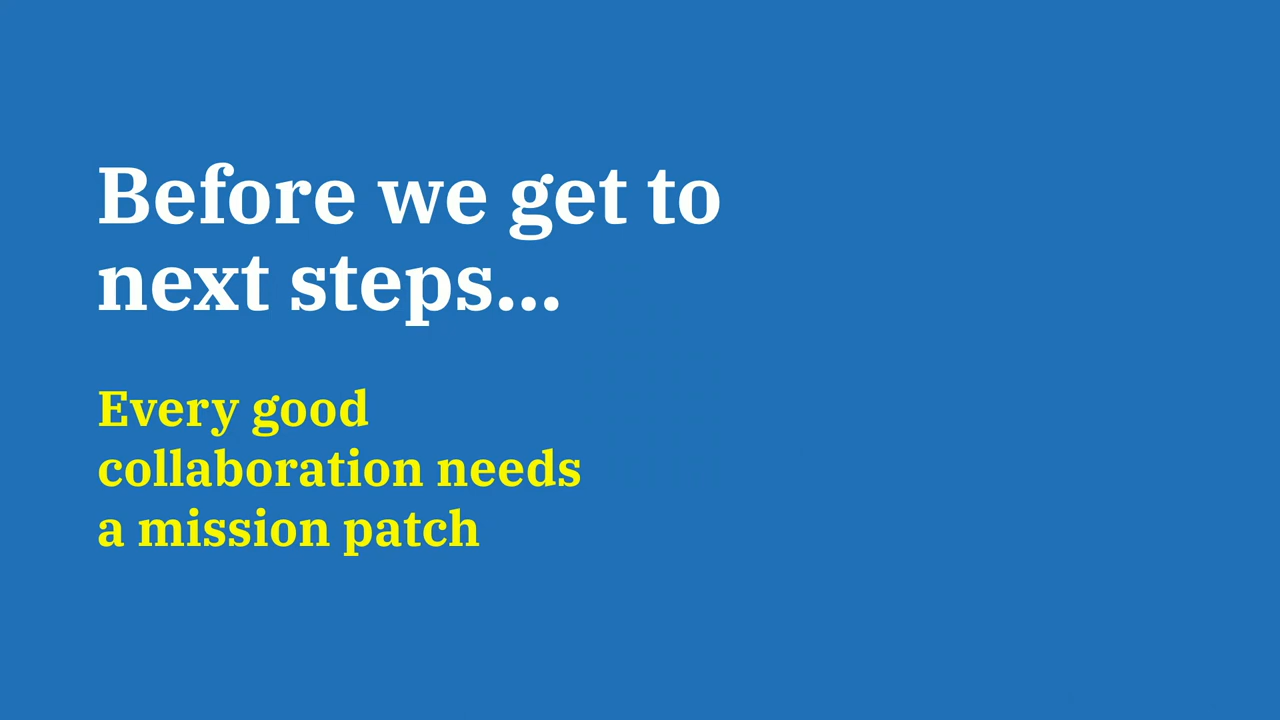 Before we get to
next steps...
Every good
collaboration needs
a mission patch